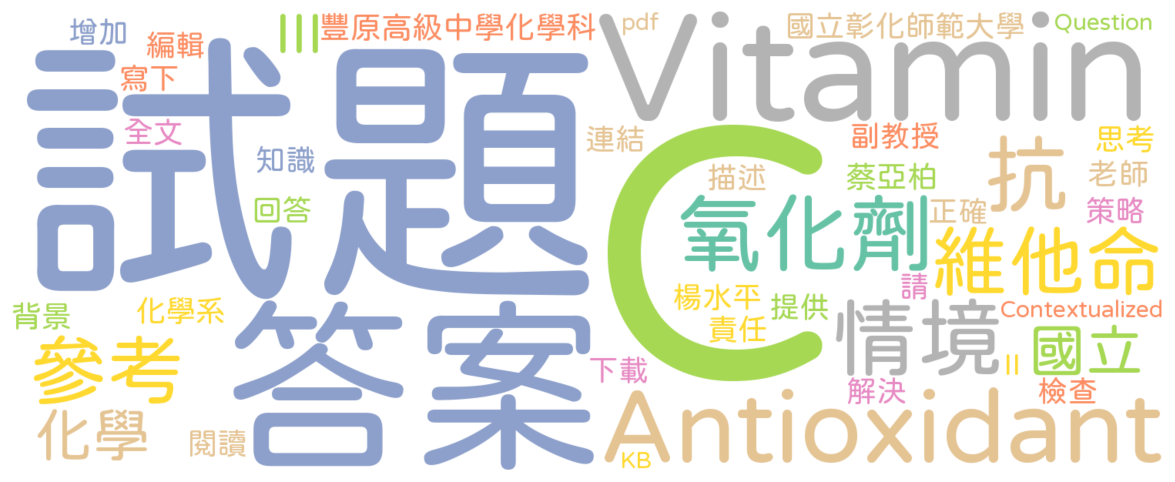 試題
Vitamin
C
答案
Antioxidant
氧化劑
維他命
情境
抗
參考
國立
化學
豐原高級中學化學科
III
pdf
國立彰化師範大學
Question
增加
編輯
寫下
全文
知識
回答
連結
副教授
思考
描述
蔡亞柏
老師
正確
策略
請
楊水平
提供
責任
Contextualized
背景
化學系
閱讀
下載
KB
解決
II
檢查